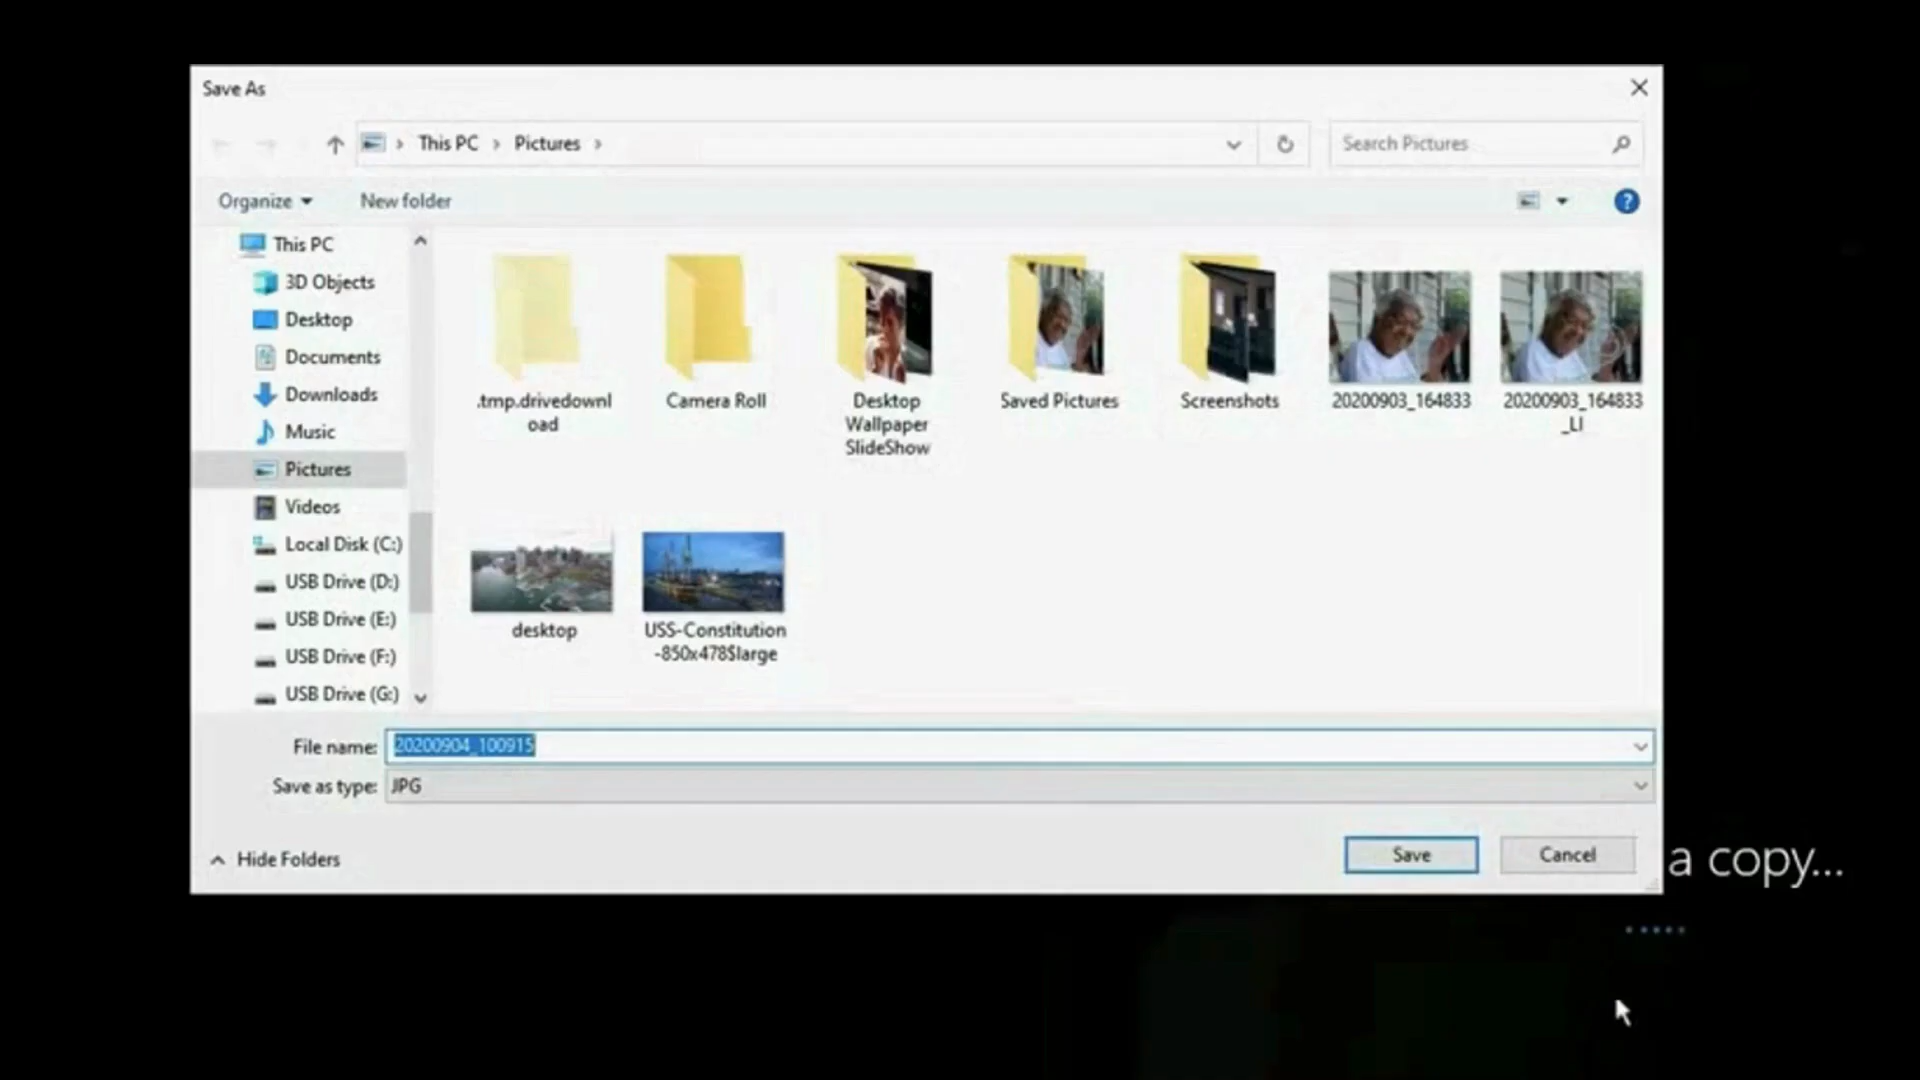 Save As
This PC
Pictures
Search Pictures
Organize
New folder
?
This PC
3D Objects
Desktop
Documents
Downloads
Music
Pictures
Videos
Local Disk (C:)
USB Drive (D:)
USB Drive (E:)
USB Drive (F:)
USB Drive (G:)
.tmp.drivedownl
oad
Camera Roll
Desktop
Wallpaper
SlideShow
Saved Pictures
Screenshots
20200903_164833
20200903_164833
_LI
desktop
USS-Constitution
-850x478$large
File name: 20200904_100915
Save as type: JPG
Hide Folders
Save
Cancel
a copy...